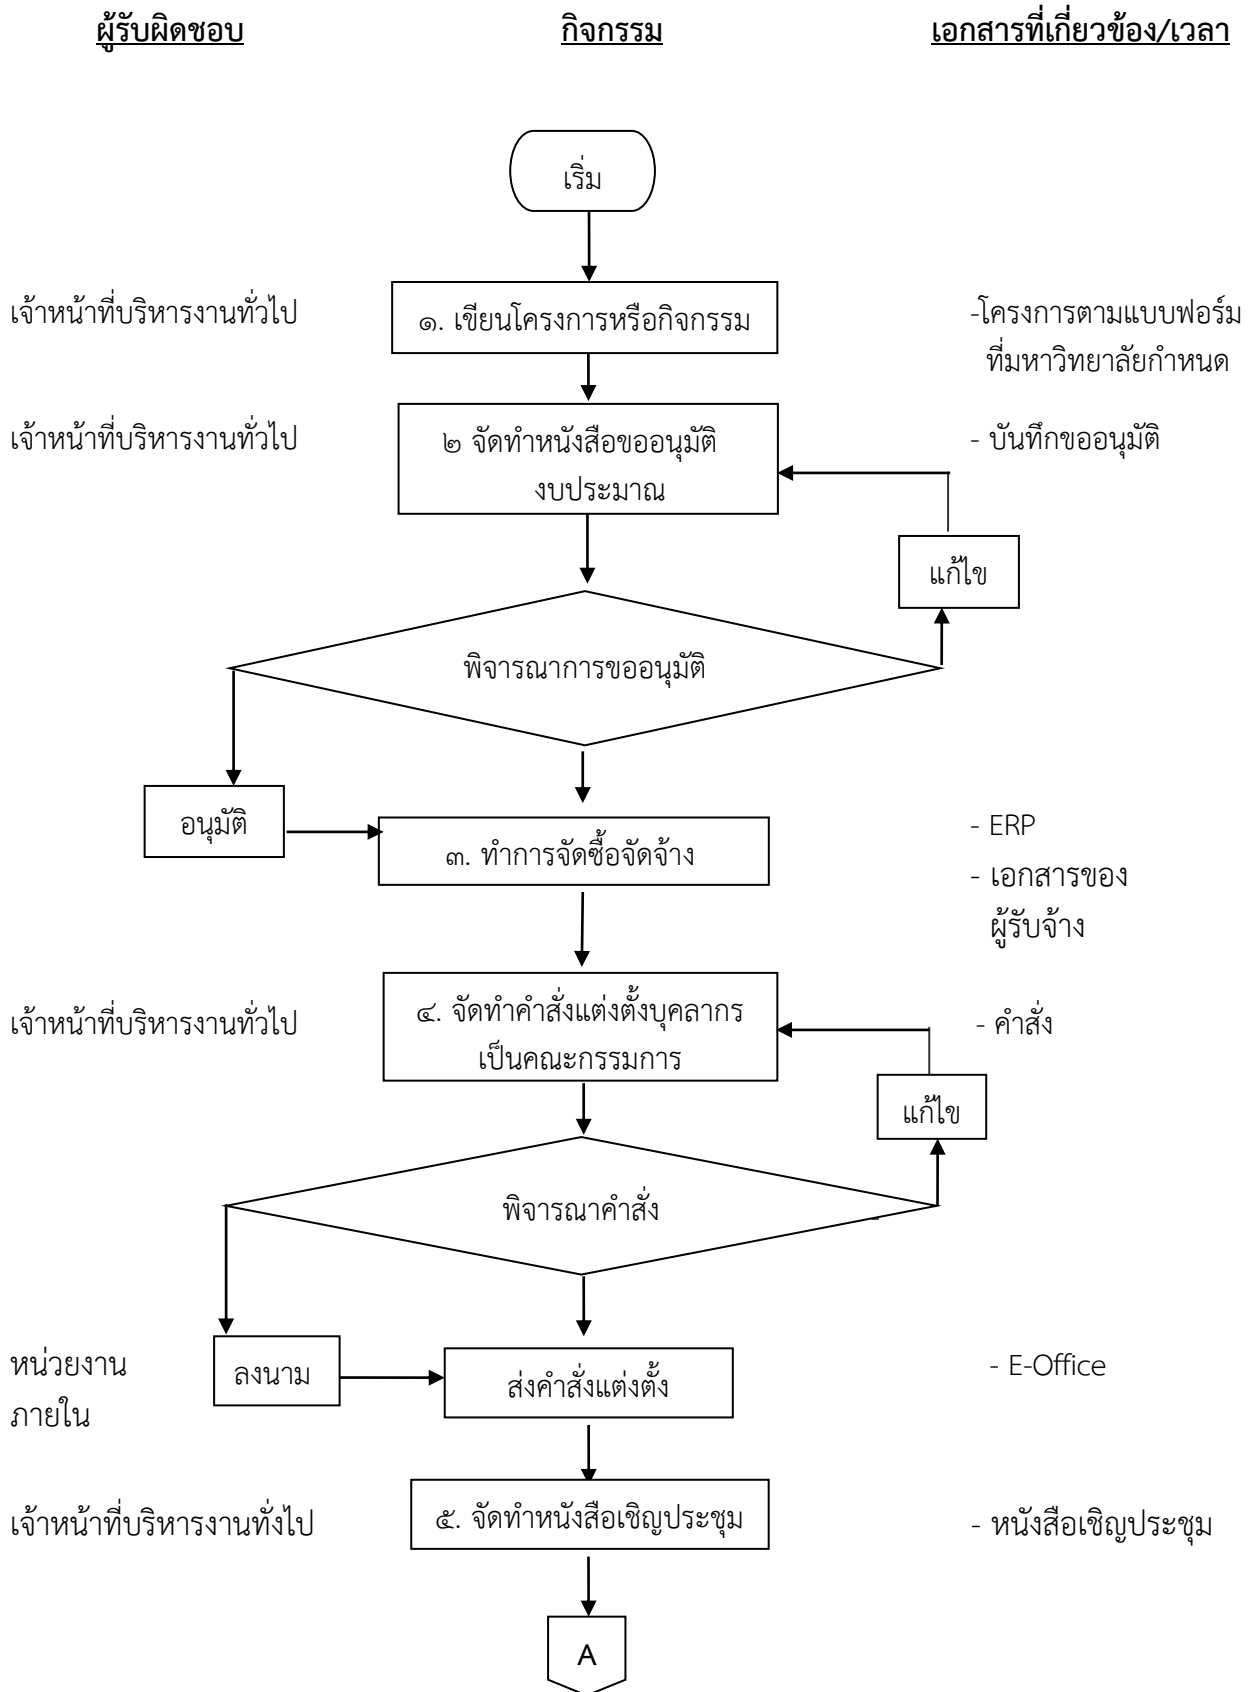 ผู้รับผิดชอบ
กิจกรรม
เอกสารที่เกี่ยวข้อง/เวลา
เริ่ม
เจ้าหน้าที่บริหารงานทั่วไป
๑. เขียนโครงการหรือกิจกรรม
-โครงการตามแบบฟอร์ม
ที่มหาวิทยาลัยกำหนด
เจ้าหน้าที่บริหารงานทั่วไป
๒ จัดทำหนังสือขออนุมัติ
งบประมาณ
- บันทึกขออนุมัติ
แก้ไข
พิจารณาการขออนุมัติ
อนุมัติ
๓. ทำการจัดซื้อจัดจ้าง
- ERP
- เอกสารของ
ผู้รับจ้าง
เจ้าหน้าที่บริหารงานทั่วไป
๔. จัดทำคำสั่งแต่งตั้งบุคลากร
เป็นคณะกรรมการ
- คำสั่ง
แก้ไข
พิจารณาคำสั่ง
หน่วยงาน
ภายใน
ลงนาม
ส่งคำสั่งแต่งตั้ง
- E-Office
เจ้าหน้าที่บริหารงานทั่งไป
๕. จัดทำหนังสือเชิญประชุม
- หนังสือเชิญประชุม
A